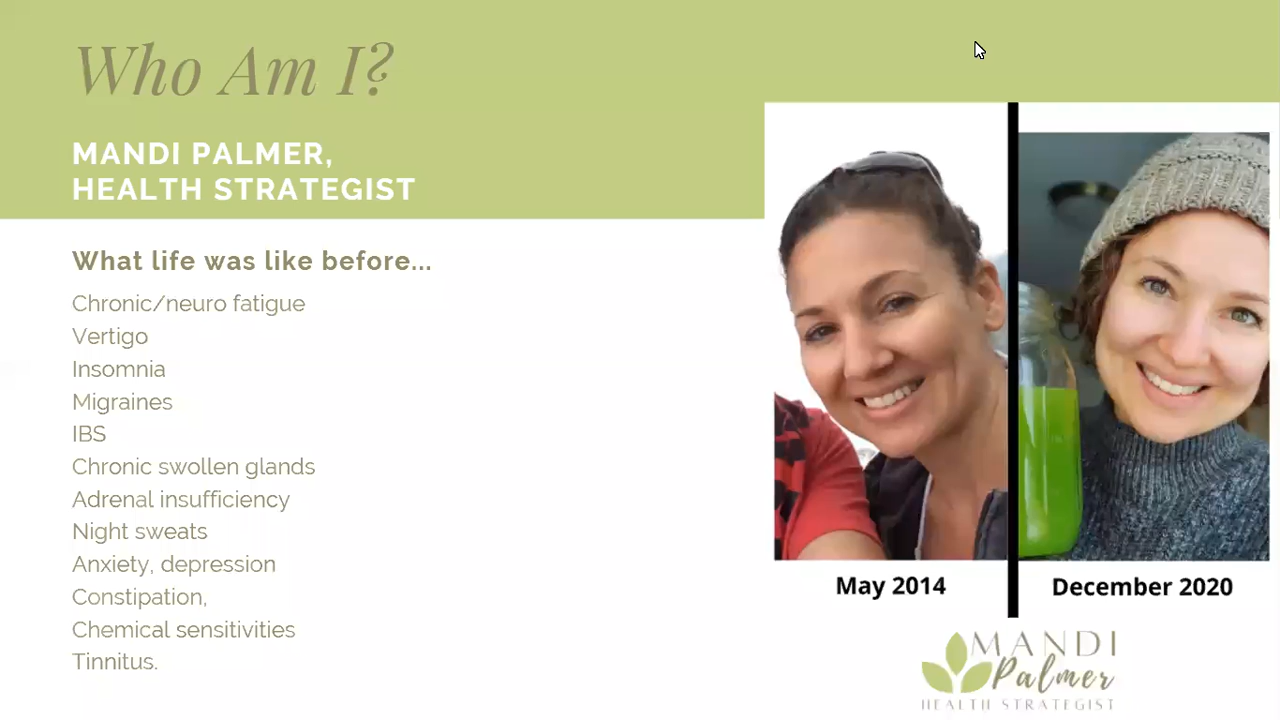 Who Am I?
MANDI PALMER,
HEALTH STRATEGIST
What life was like before...
Chronic/neuro fatigue
Vertigo
Insomnia
Migraines
IBS
Chronic swollen glands
Adrenal insufficiency
Night sweats
Anxiety, depression
Constipation,
Chemical sensitivities
Tinnitus.
May 2014
December 2020
MANDI
Palmer
HEALTH STRATEGIST